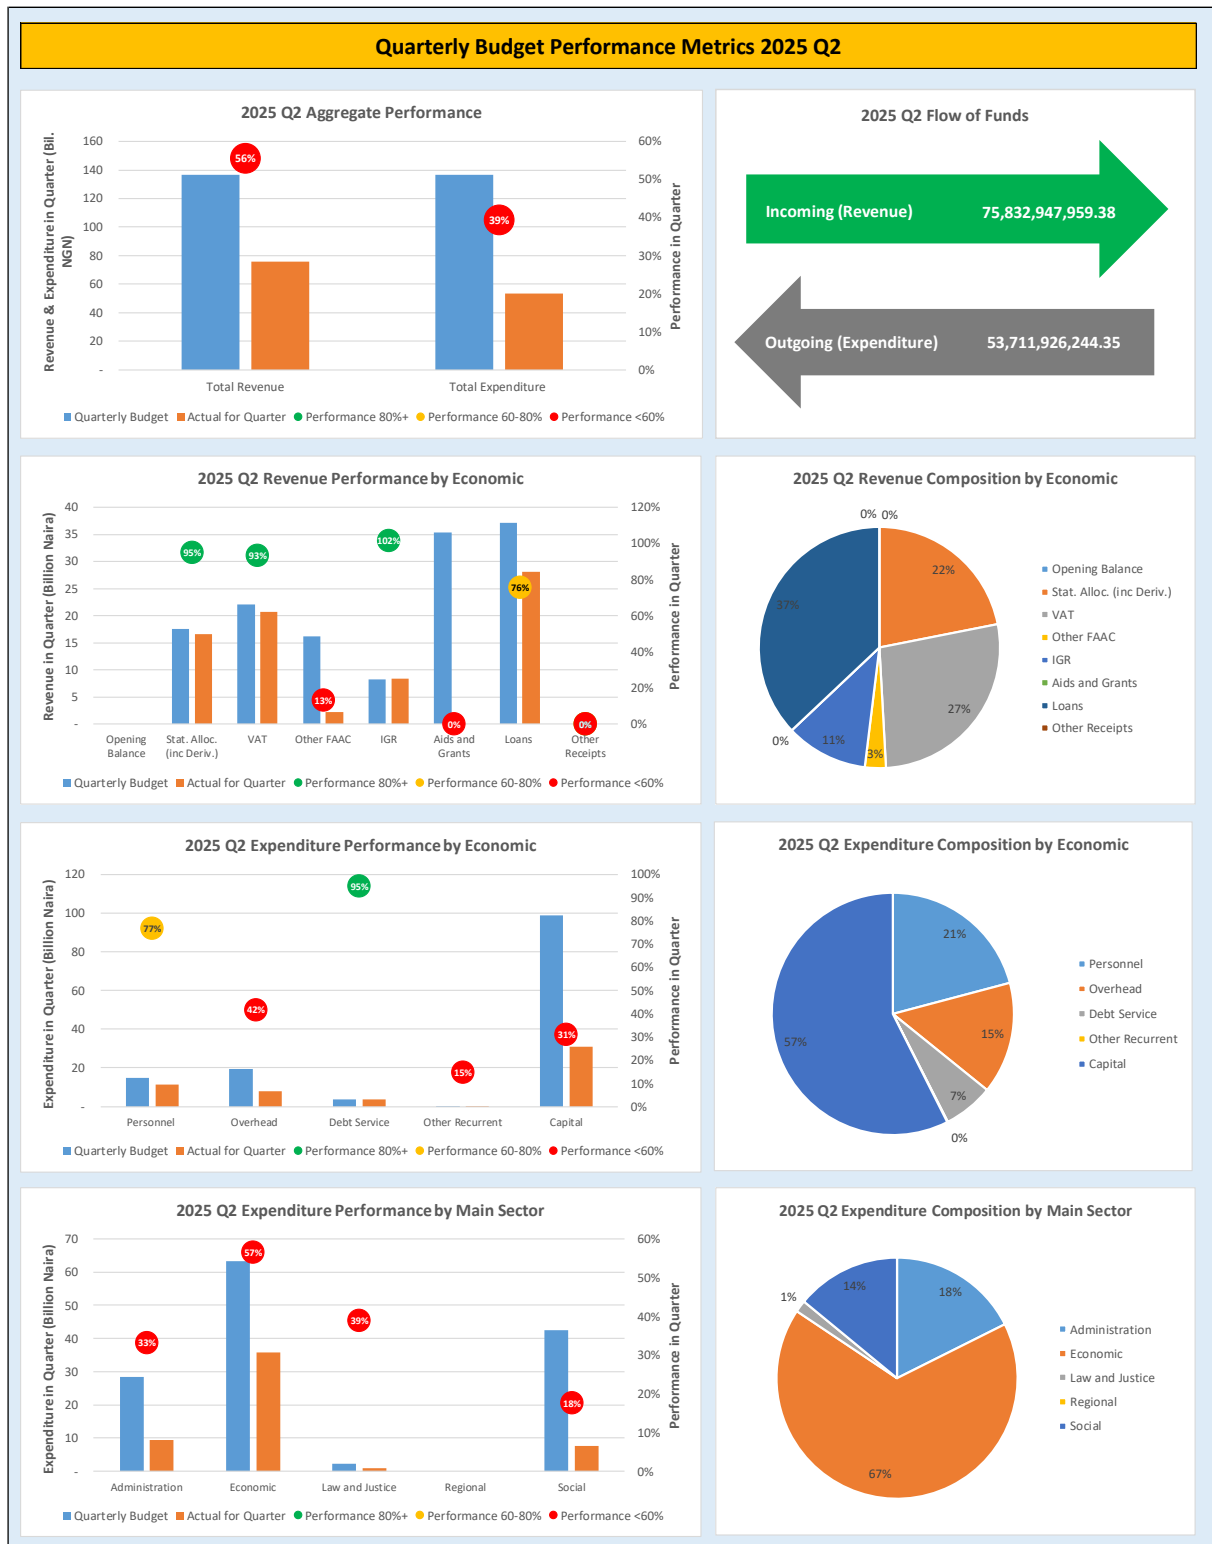 Quarterly Budget Performance Metrics 2025 Q2
2025 Q2 Aggregate Performance
Revenue & Expenditure in Quarter (Bil.
NGN)
160
140
120
100
80
60
40
20
-
60%
50%
40%
30%
20%
10%
0%
Performance in Quarter
56%
39%
Total Revenue
Total Expenditure
Quarterly Budget
Actual for Quarter
Performance 80%+
Performance 60-80%
Performance <60%
2025 Q2 Flow of Funds
Incoming (Revenue) 75,832,947,959.38
Outgoing (Expenditure) 53,711,926,244.35
2025 Q2 Revenue Performance by Economic
Revenue in Quarter (Billion Naira)
40
35
30
25
20
15
10
5
-
120%
100%
80%
60%
40%
20%
0%
Performance in Quarter
95%
93%
13%
102%
0%
76%
0%
Opening
Balance
Stat. Alloc.
(inc Deriv.)
VAT
Other FAAC
IGR
Aids and
Grants
Loans
Other
Receipts
Quarterly Budget
Actual for Quarter
Performance 80%+
Performance 60-80%
Performance <60%
2025 Q2 Revenue Composition by Economic
0%
0%
22%
27%
3%
11%
0%
37%
Opening Balance
Stat. Alloc. (inc Deriv.)
VAT
Other FAAC
IGR
Aids and Grants
Loans
Other Receipts
2025 Q2 Expenditure Performance by Economic
Expenditure in Quarter (Billion Naira)
120
100
80
60
40
20
-
100%
90%
80%
70%
60%
50%
40%
30%
20%
10%
0%
Performance in Quarter
77%
42%
95%
15%
31%
Personnel
Overhead
Debt Service
Other Recurrent
Capital
Quarterly Budget
Actual for Quarter
Performance 80%+
Performance 60-80%
Performance <60%
2025 Q2 Expenditure Composition by Economic
21%
15%
7%
0%
57%
Personnel
Overhead
Debt Service
Other Recurrent
Capital
2025 Q2 Expenditure Performance by Main Sector
Expenditure in Quarter (Billion Naira)
70
60
50
40
30
20
10
-
60%
50%
40%
30%
20%
10%
0%
Performance in Quarter
33%
57%
39%
18%
Administration
Economic
Law and Justice
Regional
Social
Quarterly Budget
Actual for Quarter
Performance 80%+
Performance 60-80%
Performance <60%
2025 Q2 Expenditure Composition by Main Sector
18%
67%
1%
14%
Administration
Economic
Law and Justice
Regional
Social